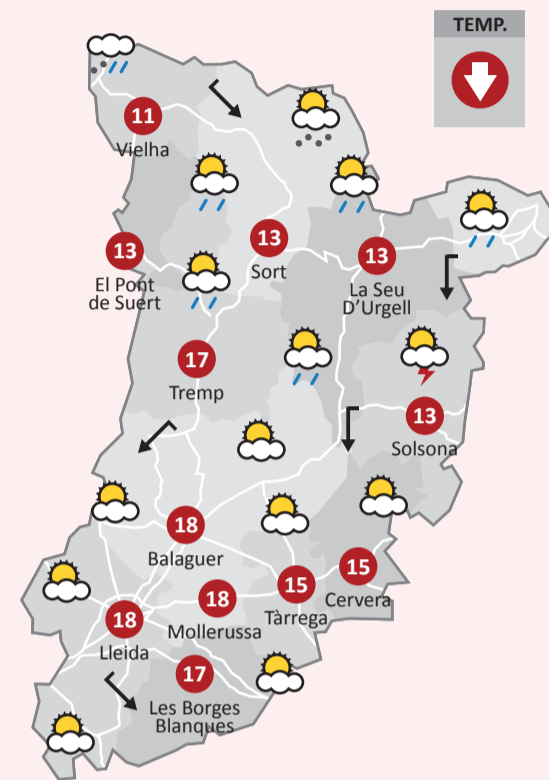 TEMP.
11
Vielha
13
El Pont
de Suert
13
Sort
13
La Seu
D'Urgell
17
Tremp
13
Solsona
18
Balaguer
15
Cervera
15
Tàrrega
18
Mollerussa
18
Lleida
17
Les Borges
Blanques